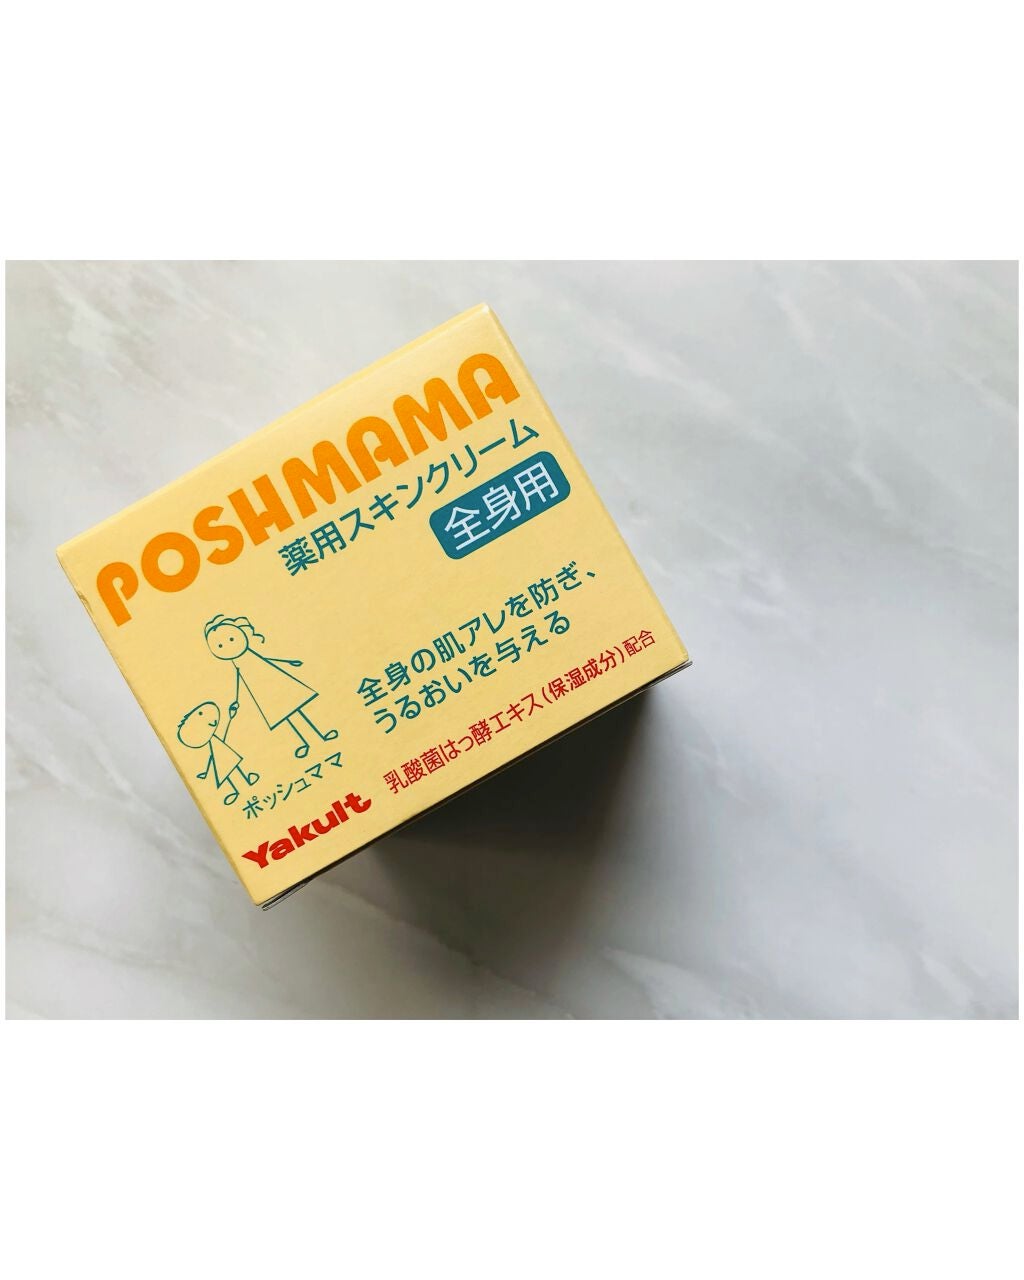 POSHMAMA
薬用スキンクリーム
全身用
全身の肌アレを防ぎ、
うるおいを与える
乳酸菌はっ酵エキス(保湿成分)配合
ポッシュママ
Yakult